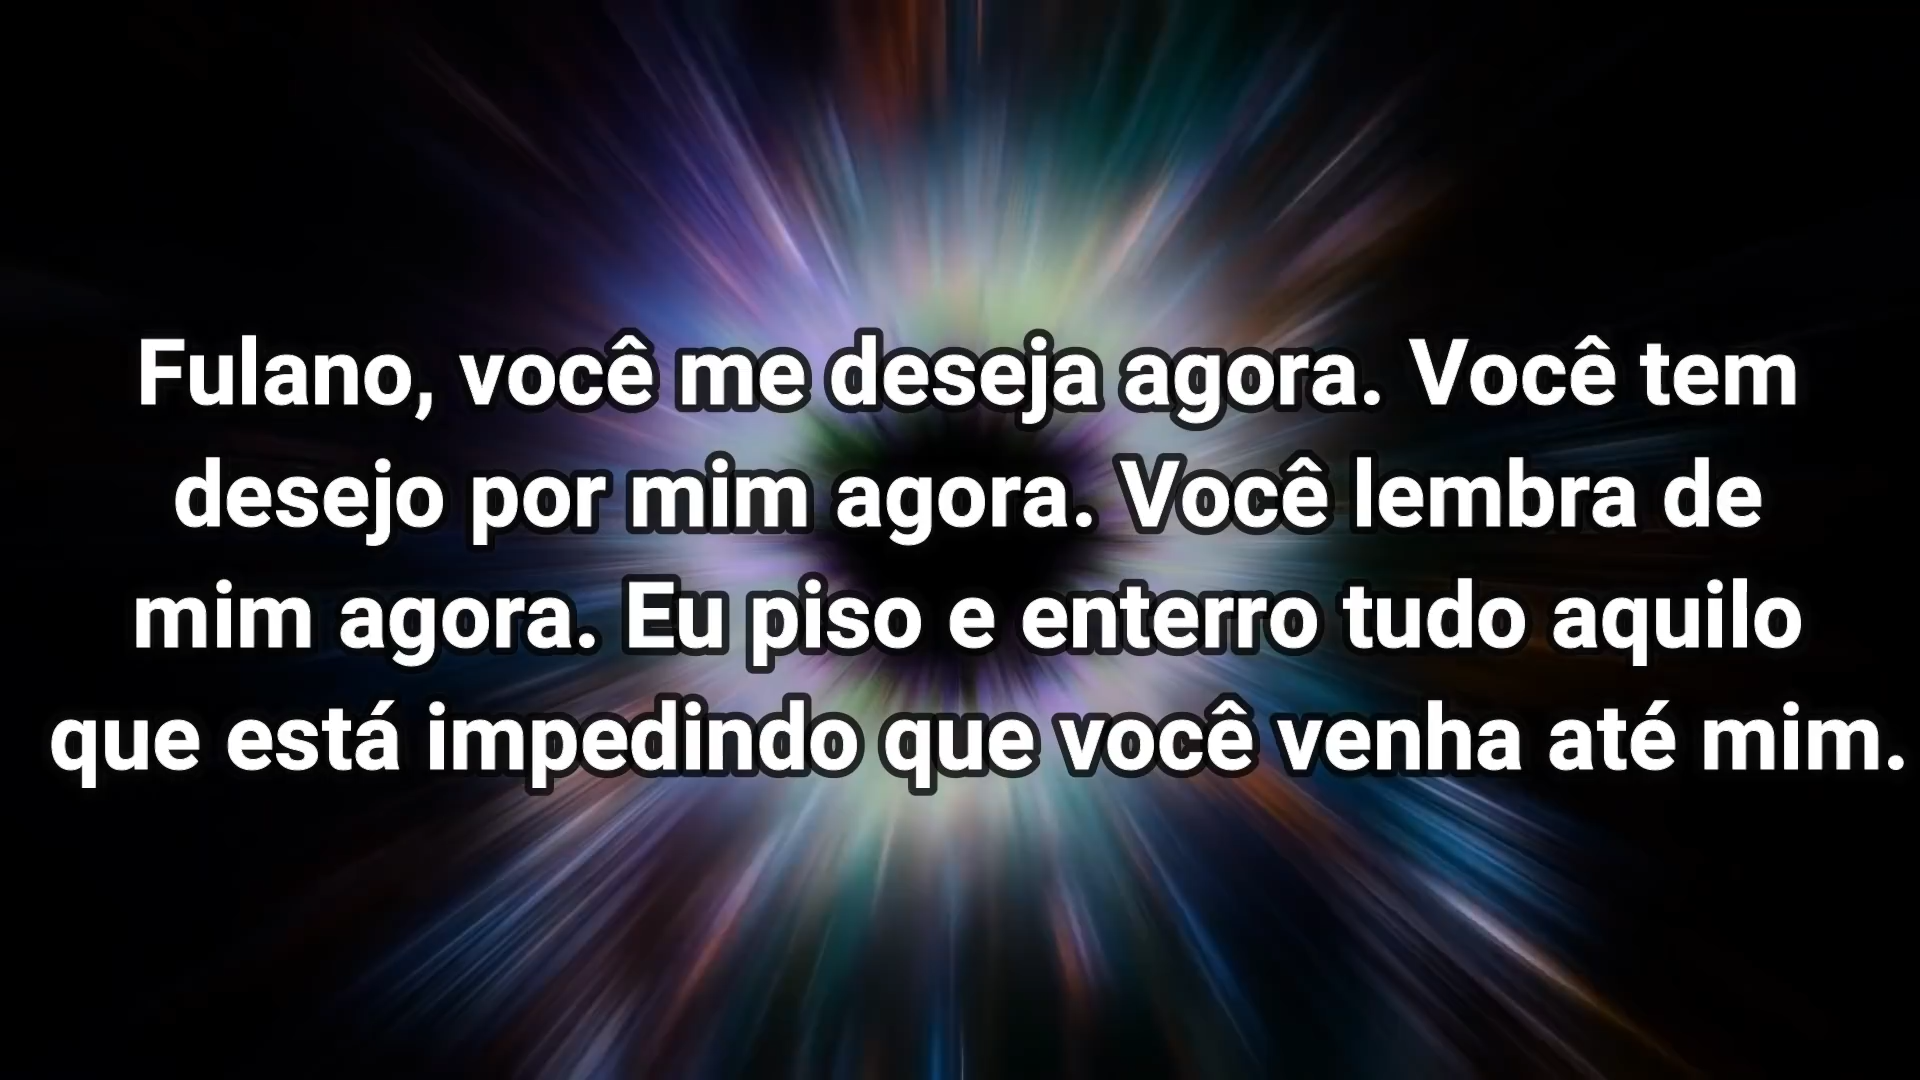 Fulano, você me deseja agora. Você tem
desejo por mim agora. Você lembra de
mim agora. Eu piso e enterro tudo aquilo
que está impedindo que você venha até mim.